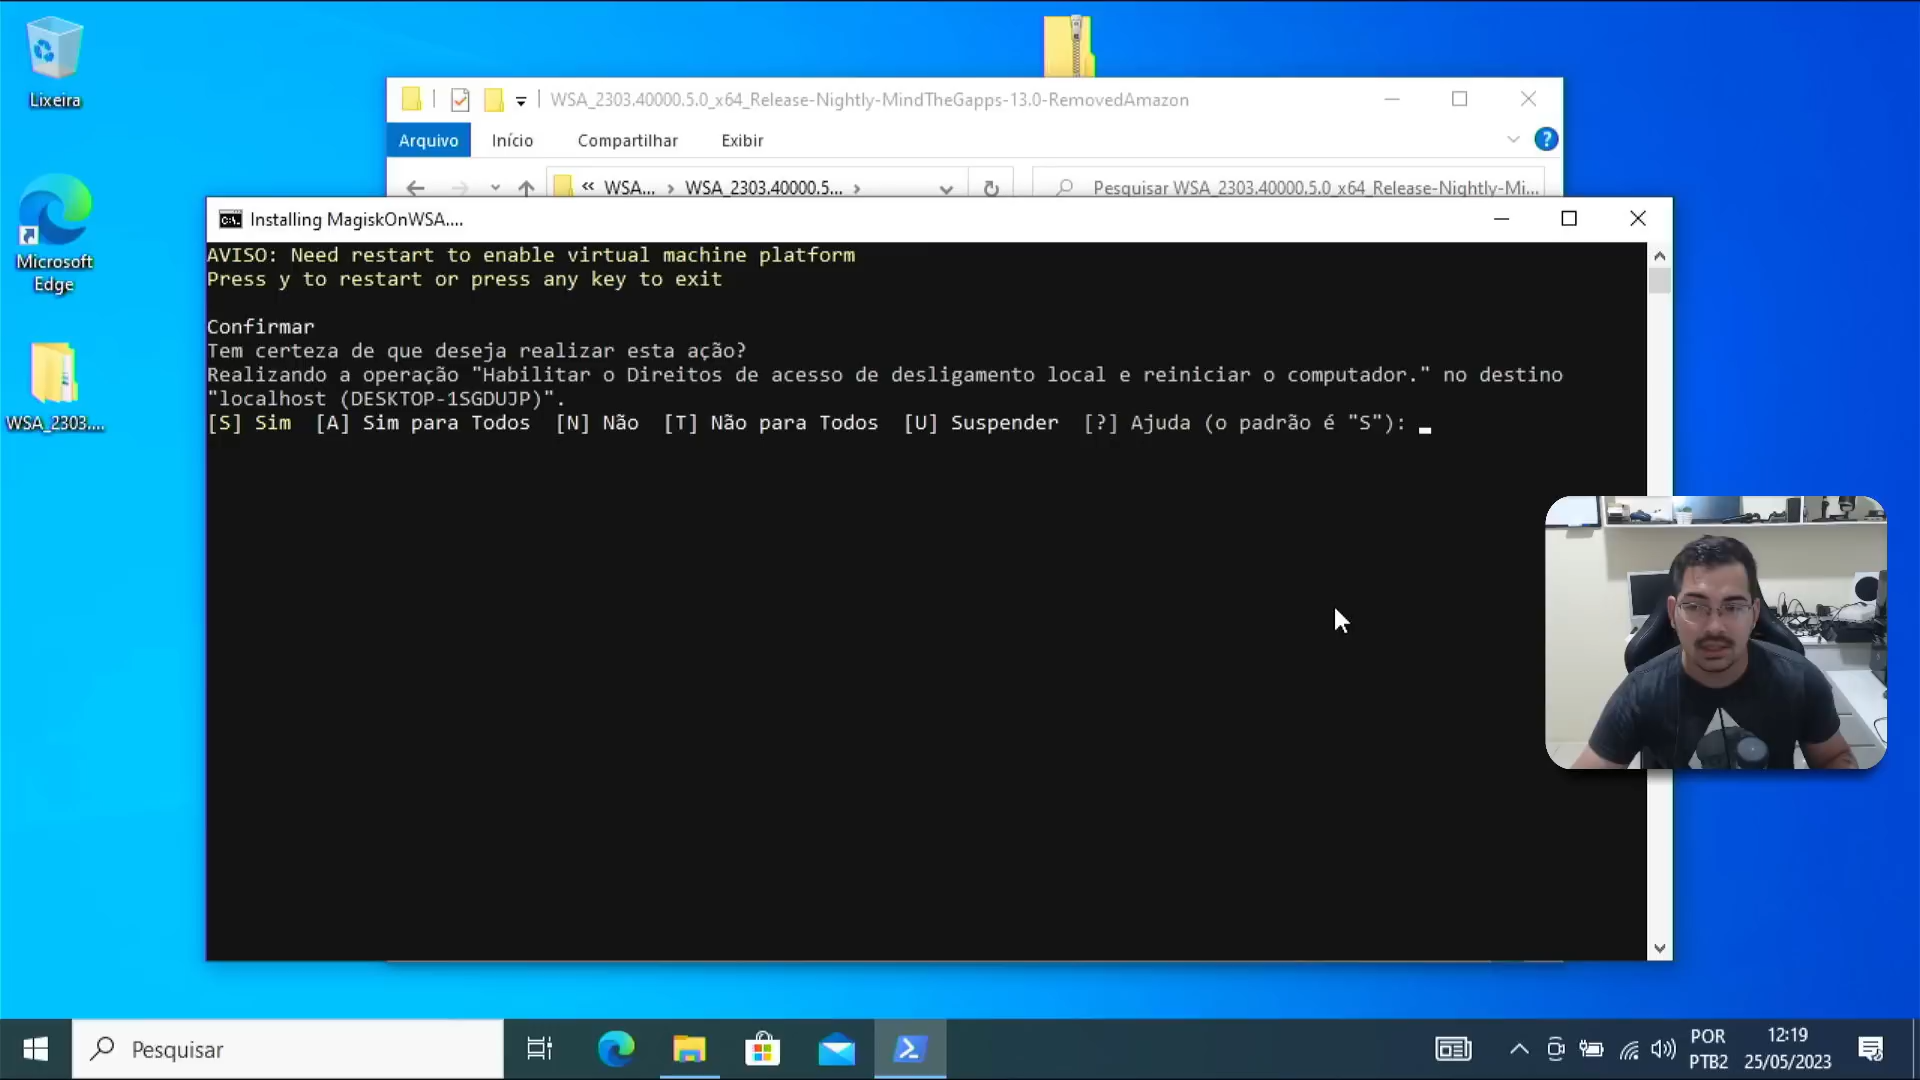 Lixeira
WSA_2303.40000.5.0_x64_Release-Nightly-MindTheGapps-13.0-RemovedAmazon
Arquivo
Início
Compartilhar
Exibir
?
« WSA... › WSA_2303.40000.5... ›
Pesquisar WSA_2303.40000.5.0_x64_Release-Nightly-Mi...
Microsoft
Edge
WSA_2303....
Installing MagiskOnWSA....
AVISO: Need restart to enable virtual machine platform
Press y to restart or press any key to exit
Confirmar
Tem certeza de que deseja realizar esta ação?
Realizando a operação "Habilitar o Direitos de acesso de desligamento local e reiniciar o computador." no destino
"localhost (DESKTOP-1SGDUJP)".
[S] Sim  [A] Sim para Todos  [N] Não  [T] Não para Todos  [U] Suspender  [?] Ajuda (o padrão é "S"):
Pesquisar
POR
PTB2
12:19
25/05/2023